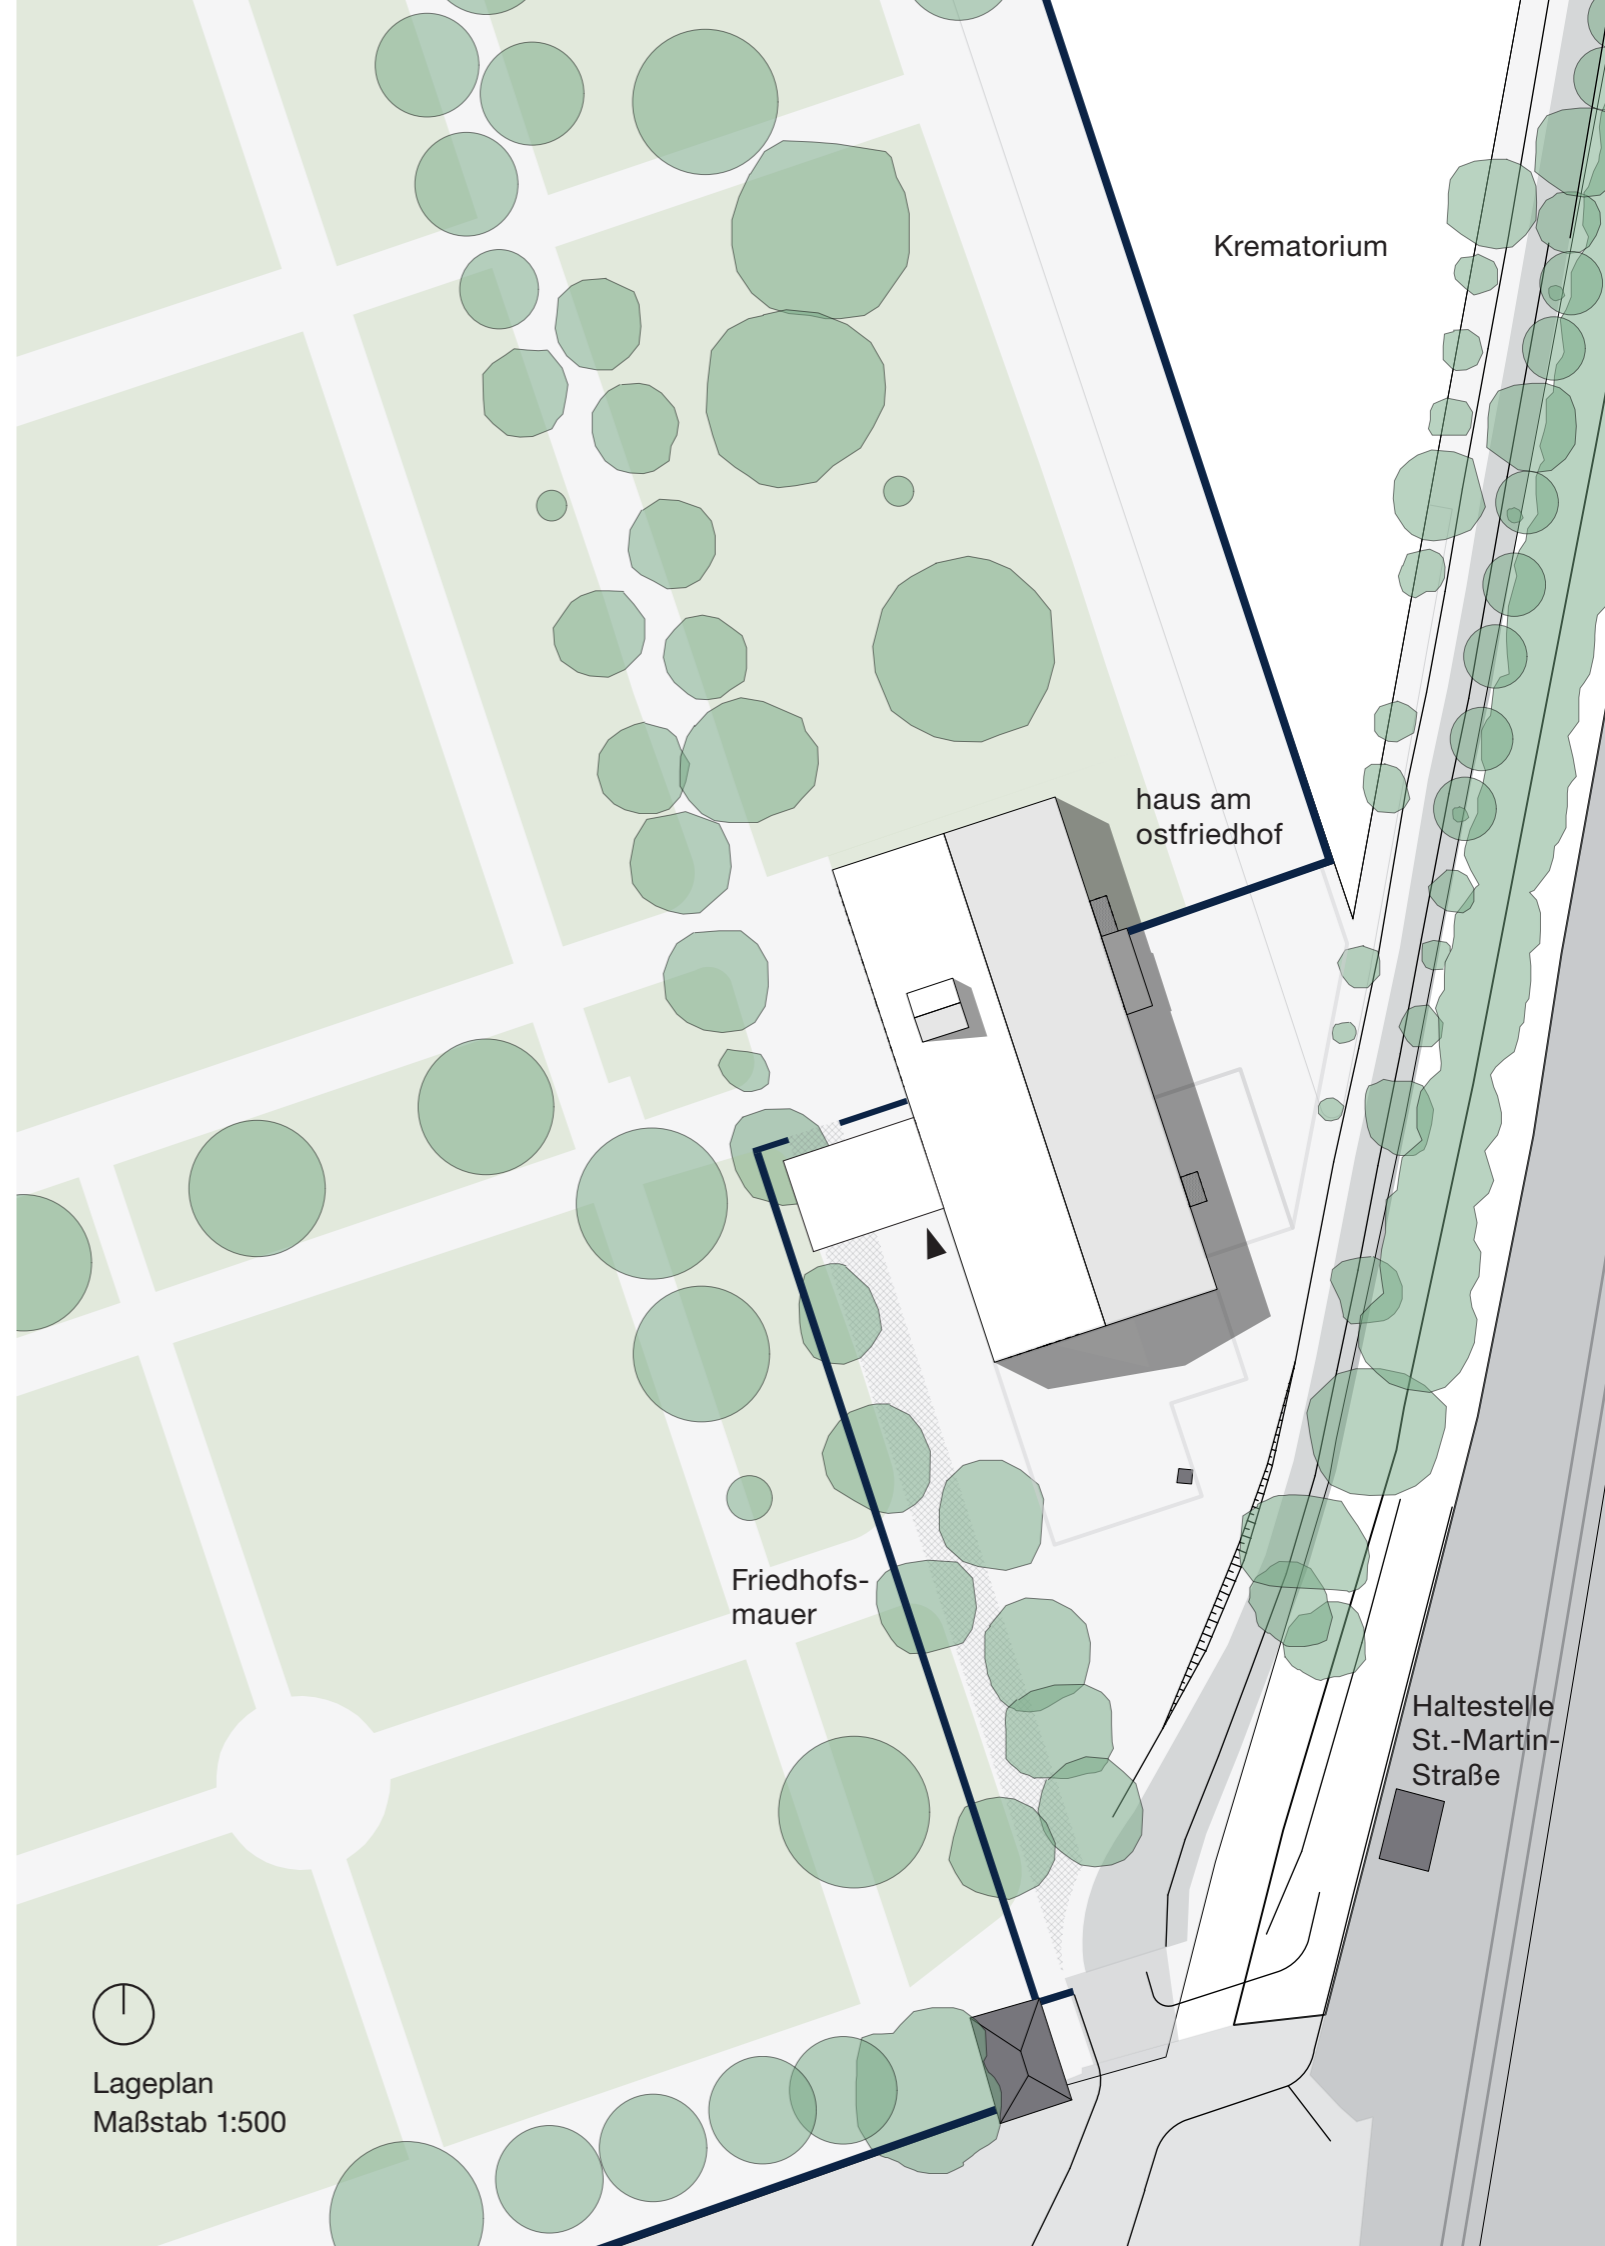 Krematorium
haus am
ostfriedhof
Friedhofs-
mauer
Haltestelle
St.-Martin-
Straße
Lageplan
Maßstab 1:500